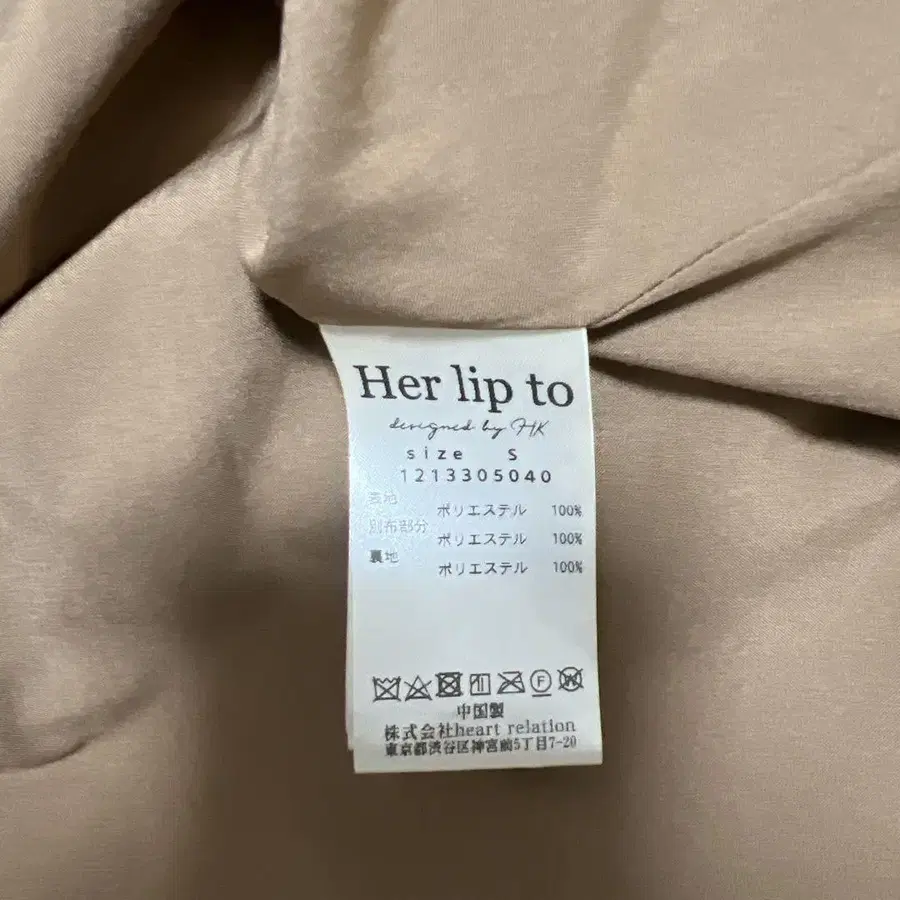 Her lip to
designed by HK
size S
1213305040
表地
ポリエステル 100%
別布部分
ポリエステル 100%
裏地
ポリエステル 100%
F W
中国製
株式会社heart relation
東京都渋谷区神宮前5丁目7-20